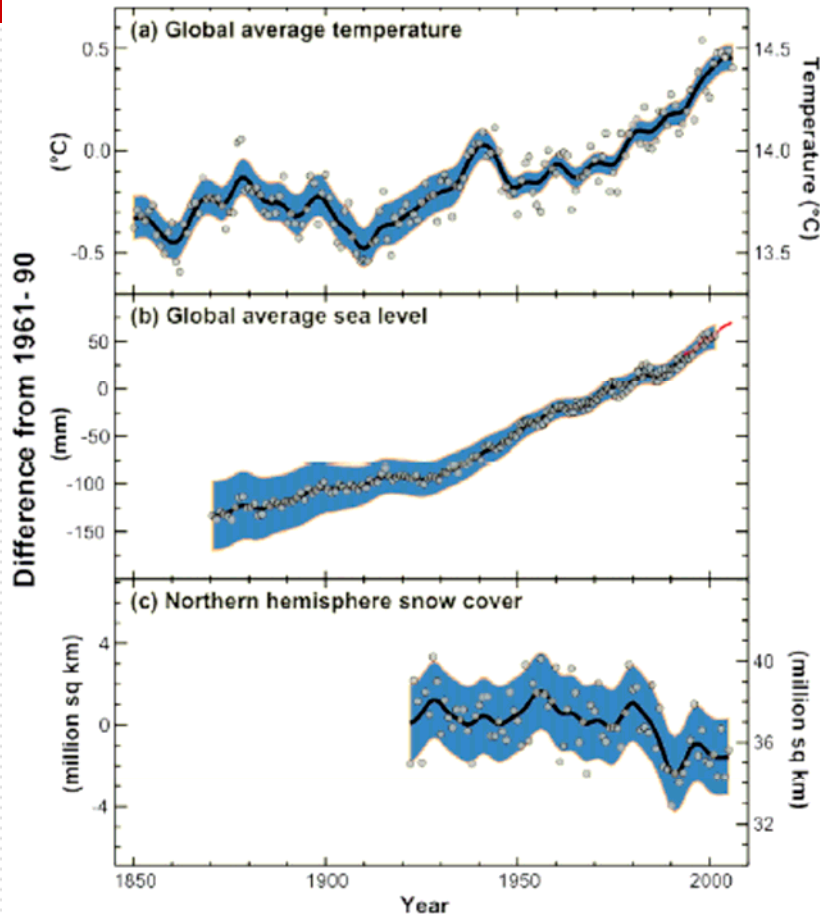 (a) Global average temperature
0.5
0.0
-0.5
(°C)
14.5
14.0
13.5
Temperature (°C)
Difference from 1961- 90
(b) Global average sea level
50
0
-50
-100
-150
(mm)
(c) Northern hemisphere snow cover
4
0
-4
(million sq km)
40
36
32
(million sq km)
1850 1900 1950 2000
Year